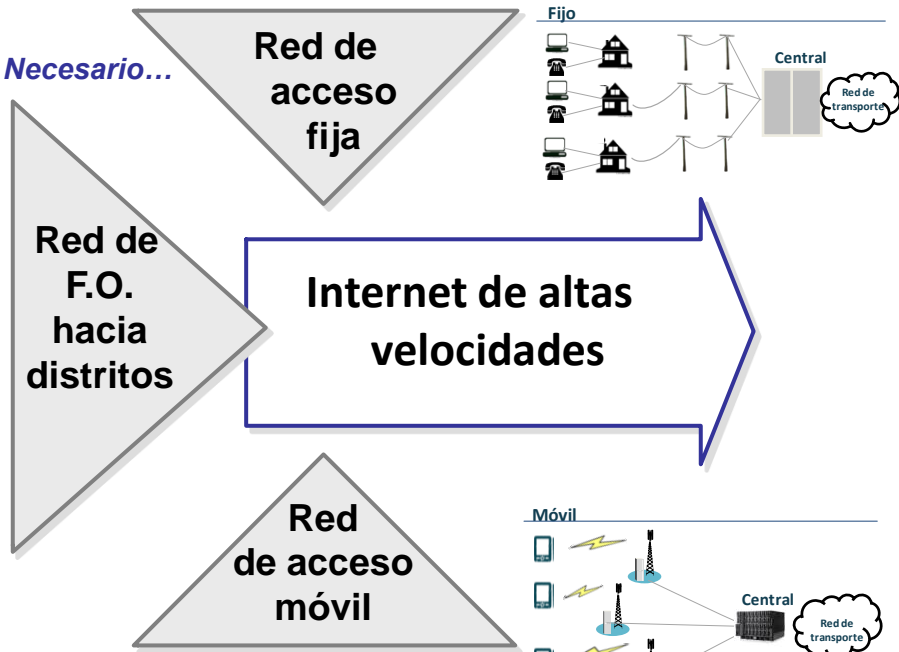 Necesario…
Red de
acceso
fija
Fijo
Central
Red de
transporte
Red de
F.O.
hacia
distritos
Internet de altas
velocidades
Red
de acceso
móvil
Móvil
Central
Red de
transporte